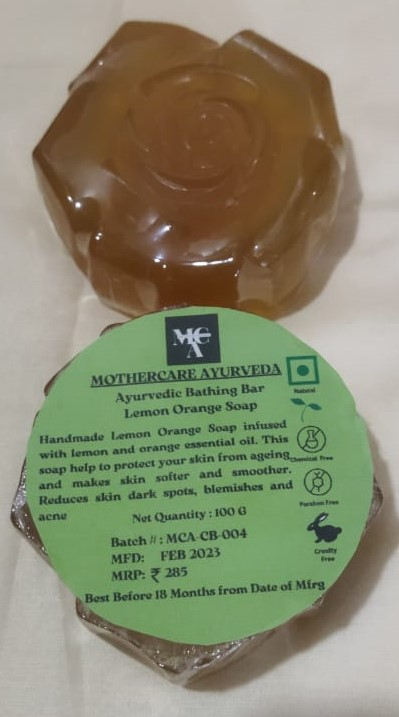 MCA
MOTHERCARE AYURVEDA
Ayurvedic Bathing Bar
Lemon Orange Soap
Handmade Lemon Orange Soap infused
with lemon and orange essential oil. This
soap help to protect your skin from ageing
and makes skin softer and smoother.
Reduces skin dark spots, blemishes and
acne
Net Quantity : 100 G
Batch # : MCA-CB-004
MFD: FEB 2023
MRP: ₹ 285
Best Before 18 Months from Date of Mfrg
Natural
Chemical Free
Paraben Free
Cruelty
Free